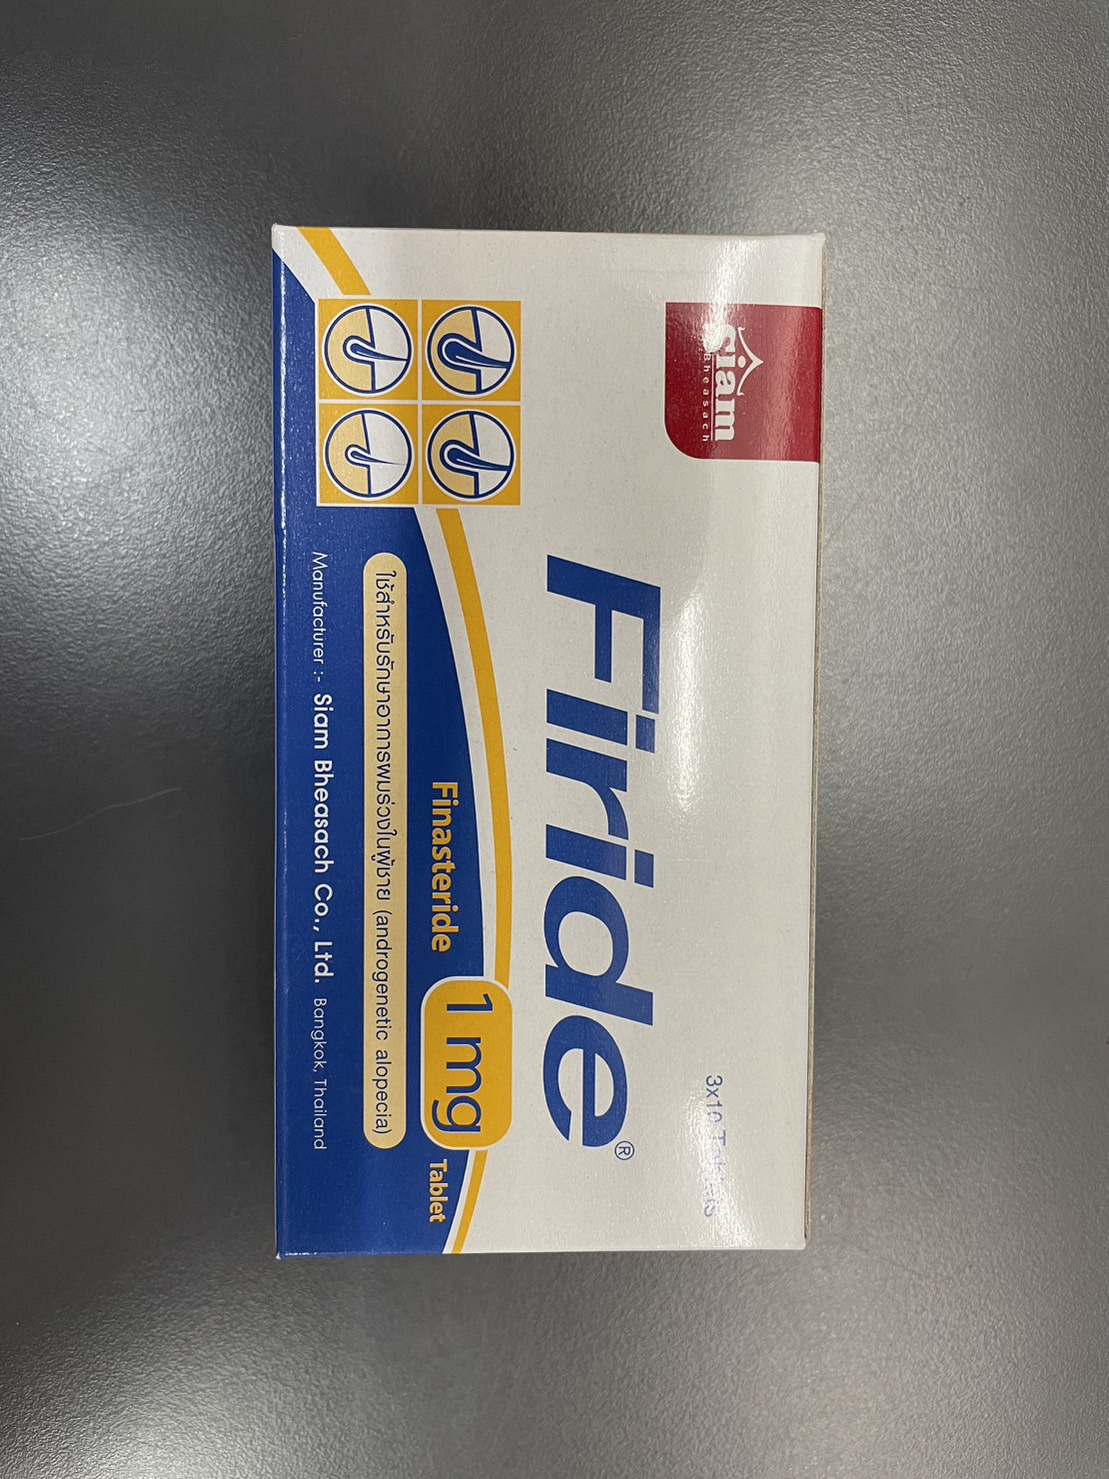 Siam
Bheasach
3x10 Tablets
Firide®
Finasteride 1 mg Tablet
ใช้สำหรับรักษาอาการผมร่วงในผู้ชาย (androgenetic alopecia)
Manufacturer :- Siam Bheasach Co., Ltd. Bangkok, Thailand